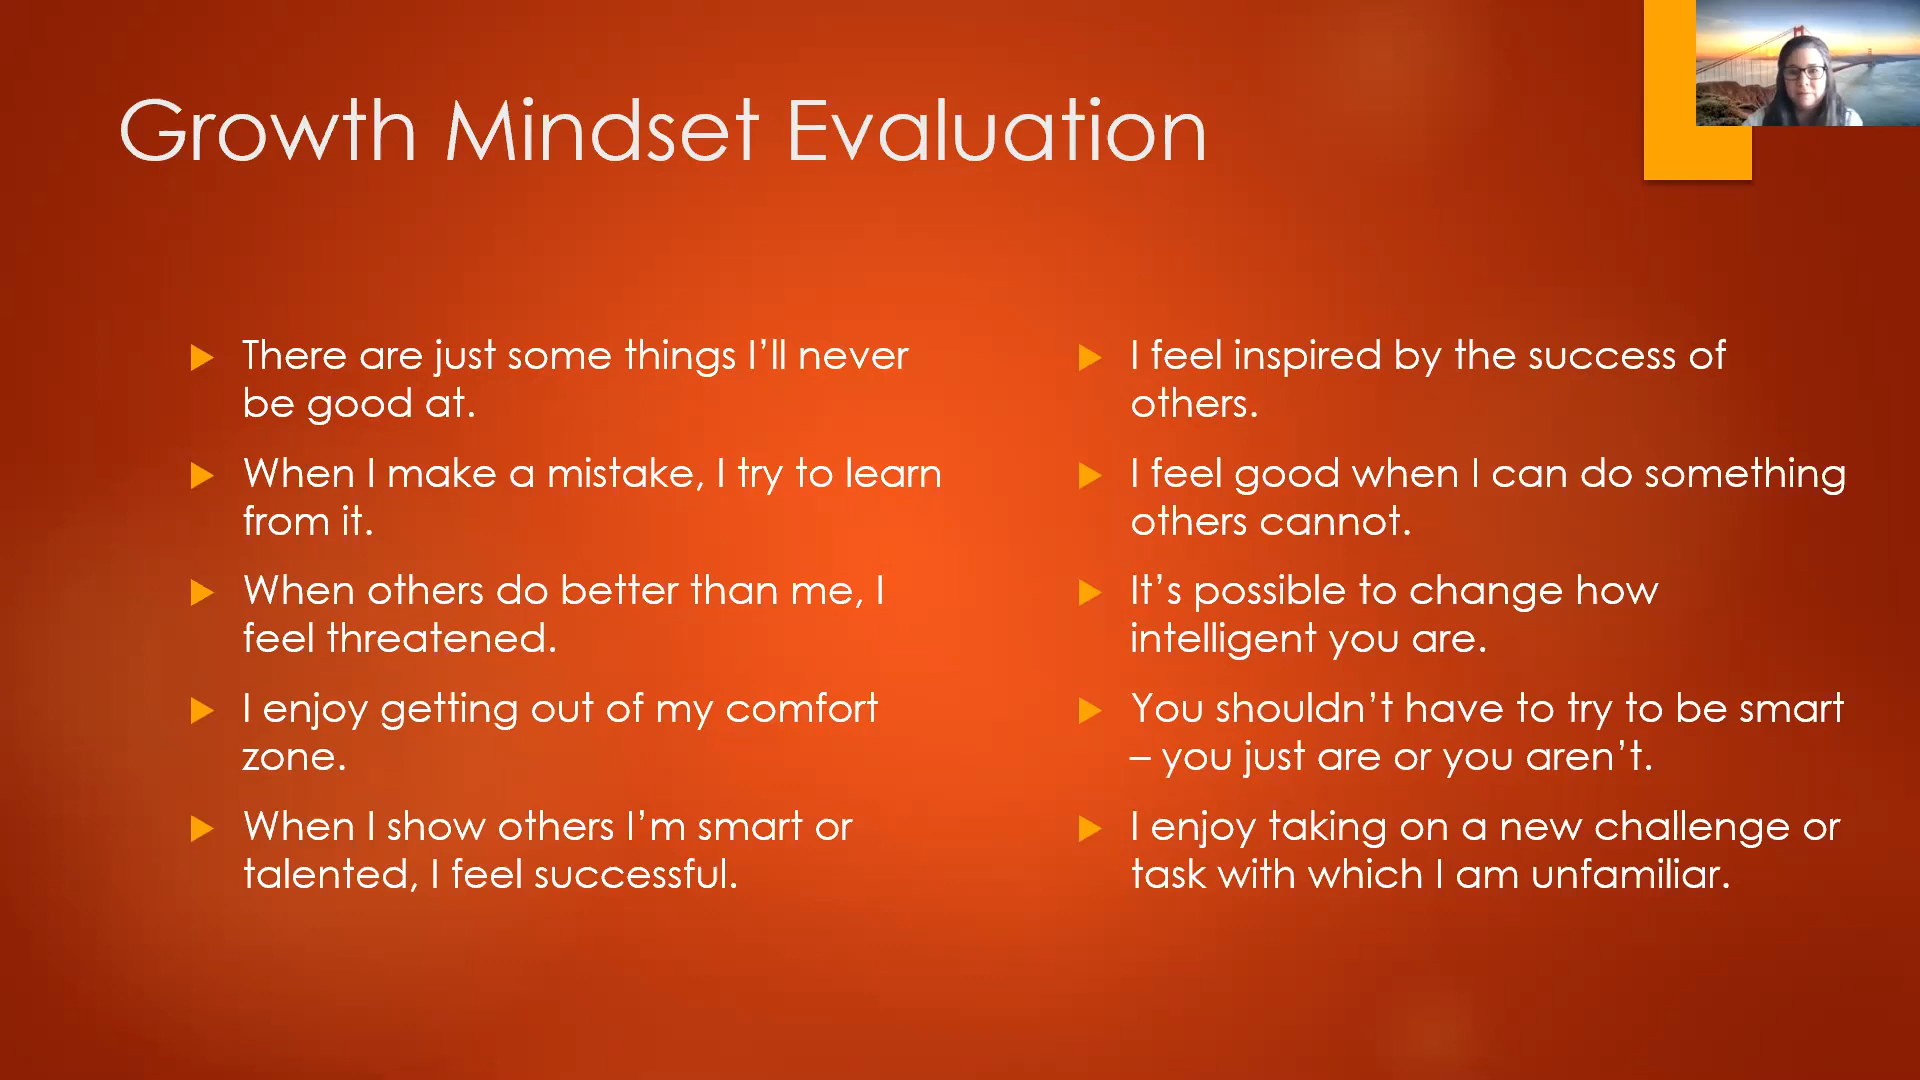 Growth Mindset Evaluation
There are just some things I’ll never
be good at.
When I make a mistake, I try to learn
from it.
When others do better than me, I
feel threatened.
I enjoy getting out of my comfort
zone.
When I show others I’m smart or
talented, I feel successful.
I feel inspired by the success of
others.
I feel good when I can do something
others cannot.
It’s possible to change how
intelligent you are.
You shouldn’t have to try to be smart
– you just are or you aren’t.
I enjoy taking on a new challenge or
task with which I am unfamiliar.